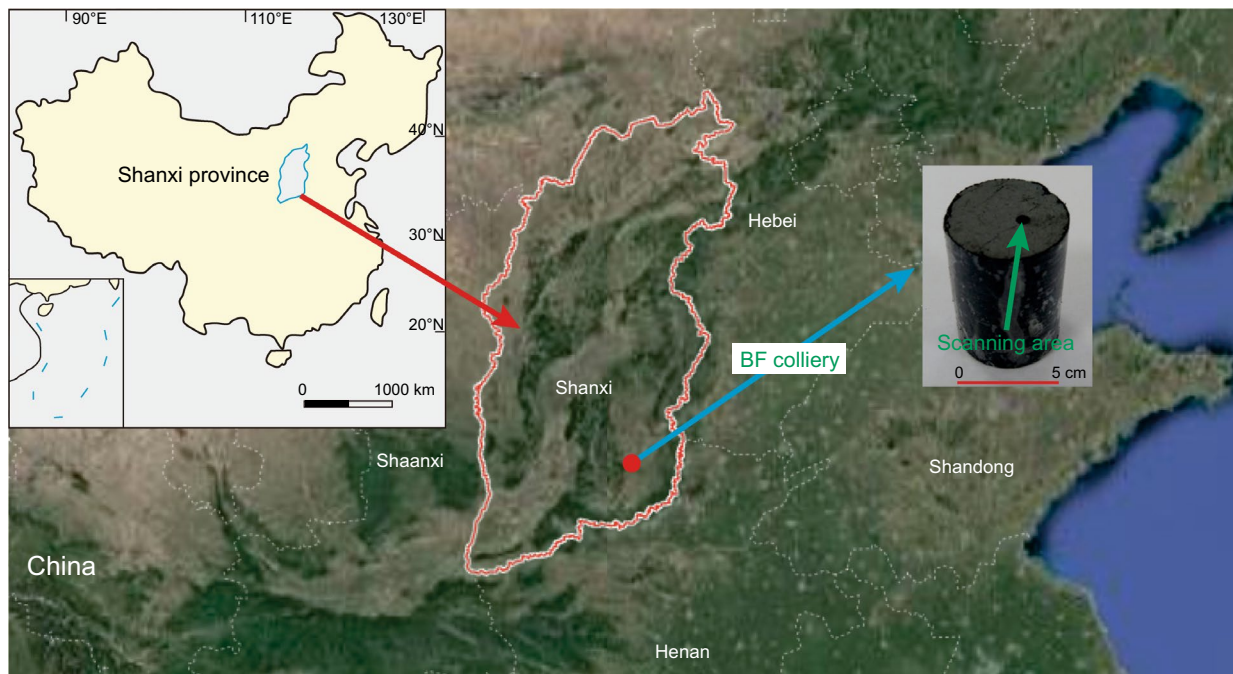 90°E
110°E
130°E
40°N
Shanxi province
30°N
20°N
0
1000 km
Hebei
Scanning area
0
5 cm
BF colliery
Shanxi
Shaanxi
Shandong
China
Henan